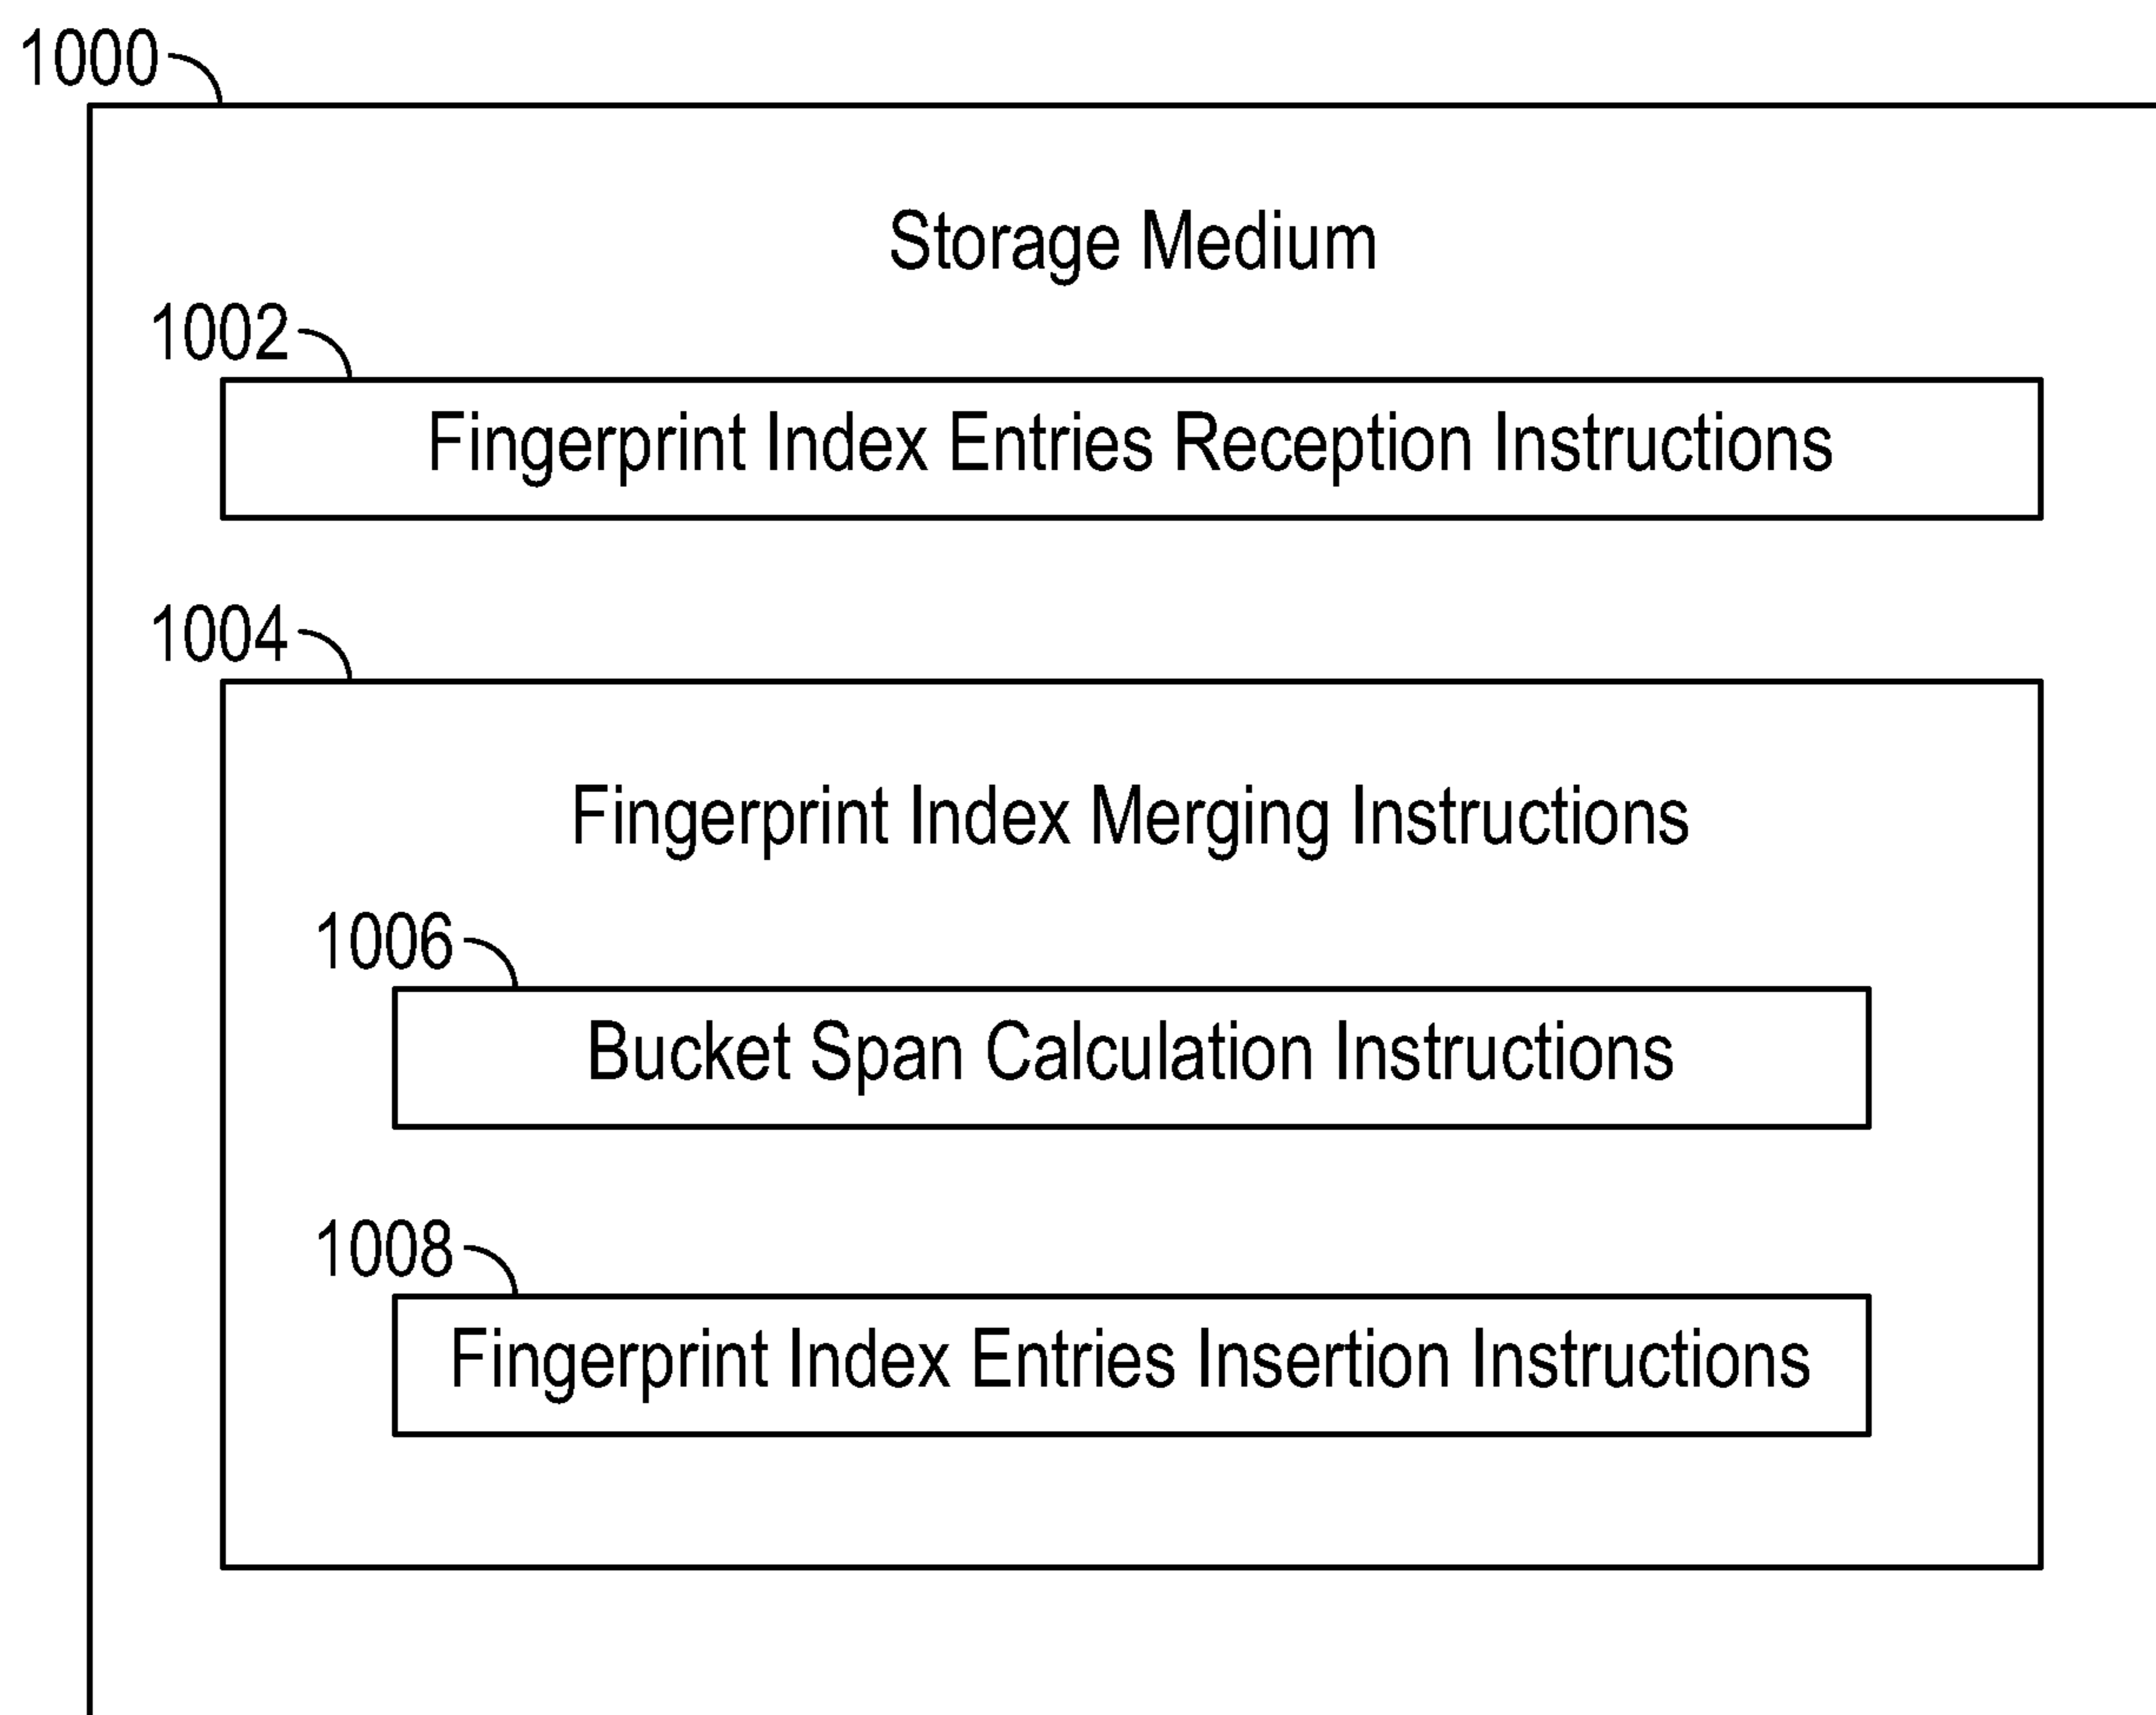 1000
Storage Medium
1002
Fingerprint Index Entries Reception Instructions
1004
Fingerprint Index Merging Instructions
1006
Bucket Span Calculation Instructions
1008
Fingerprint Index Entries Insertion Instructions